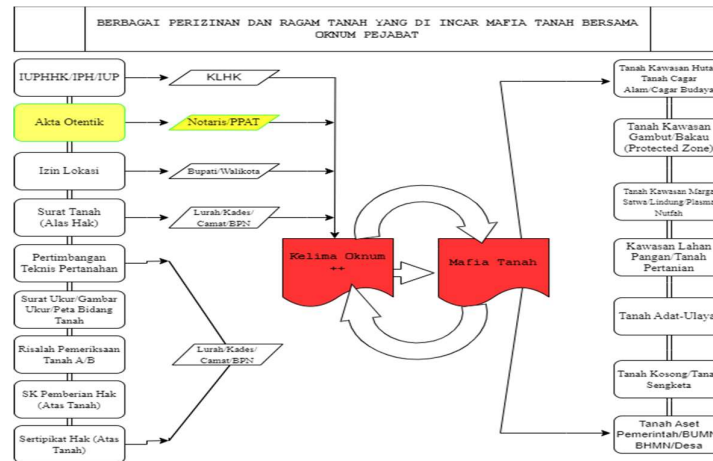 BERBAGAI PERIZINAN DAN RAGAM TANAH YANG DI INCAR MAFIA TANAH BERSAMA
OKNUM PEJABAT
IUPHHK/IPH/IUP
KLHK
Akta Otentik
Notaris/PPAT
Izin Lokasi
Bupati/Walikota
Surat Tanah
(Alas Hak)
Lurah/Kades/
Camat/BPN
Pertimbangan
Teknis Pertanahan
Surat Ukur/Gambar
Ukur/Peta Bidang
Tanah
Risalah Pemeriksaan
Tanah A/B
SK Pemberian Hak
(Atas Tanah)
Sertipikat Hak (Atas
Tanah)
Lurah/Kades/
Camat/BPN
Kelima Oknum
++
Mafia Tanah
Tanah Kawasan Huta
Tanah Cagar
Alam/Cagar Budaya
Tanah Kawasan
Gambut/Bakau
(Protected Zone)
Tanah Kawasan Marga
Satwa/Lindung/Plasma
Nutfah
Kawasan Lahan
Pangan/Tanah
Pertanian
Tanah Adat-Ulaya
Tanah Kosong/Tana
Sengketa
Tanah Aset
Pemerintah/BUMN
BHMN/Desa